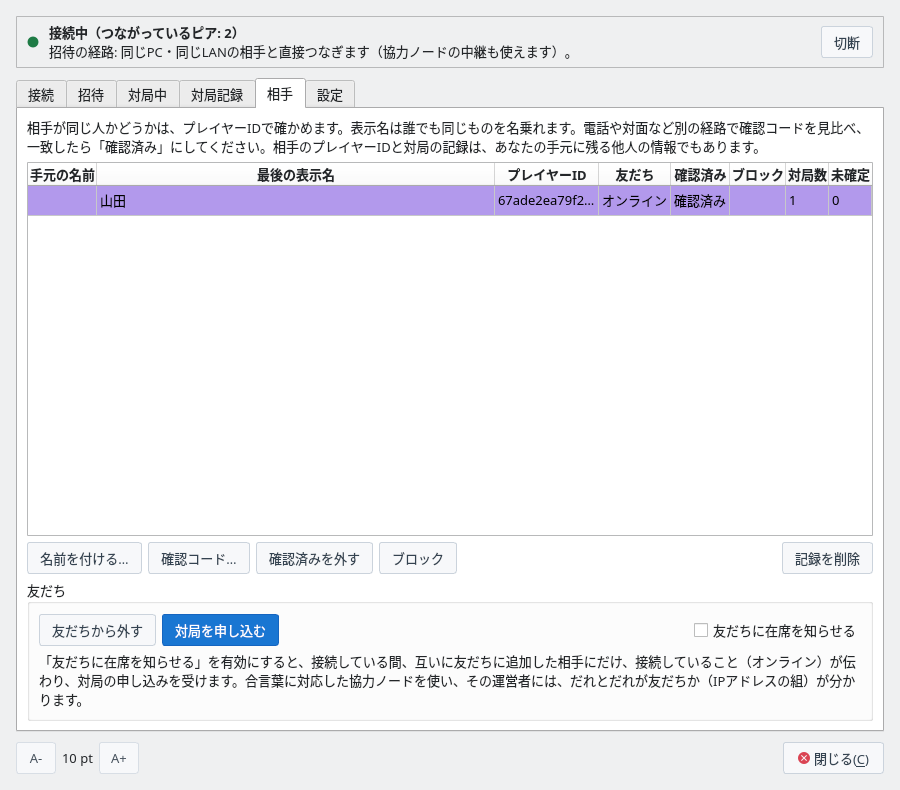 接続中（つながっているピア: 2）
招待の経路: 同じPC・同じLANの相手と直接つなぎます（協力ノードの中継も使えます）。
切断
接続 招待 対局中 対局記録 相手 設定
相手が同じ人かどうかは、プレイヤーIDで確かめます。表示名は誰でも同じものを名乗れます。電話や対面など別の経路で確認コードを見比べ、
一致したら「確認済み」にしてください。相手のプレイヤーIDと対局の記録は、あなたの手元に残る他人の情報でもあります。
手元の名前 最後の表示名 プレイヤーID 友だち 確認済み ブロック 対局数 未確定
山田 67ade2ea79f2... オンライン 確認済み 1 0
名前を付ける... 確認コード... 確認済みを外す ブロック 記録を削除
友だち
友だちから外す 対局を申し込む 友だちに在席を知らせる
「友だちに在席を知らせる」を有効にすると、接続している間、互いに友だちに追加した相手にだけ、接続していること（オンライン）が伝
わり、対局の申し込みを受けます。合言葉に対応した協力ノードを使い、その運営者には、だれとだれが友だちか（IPアドレスの組）が分か
ります。
A- 10 pt A+ 閉じる(C)